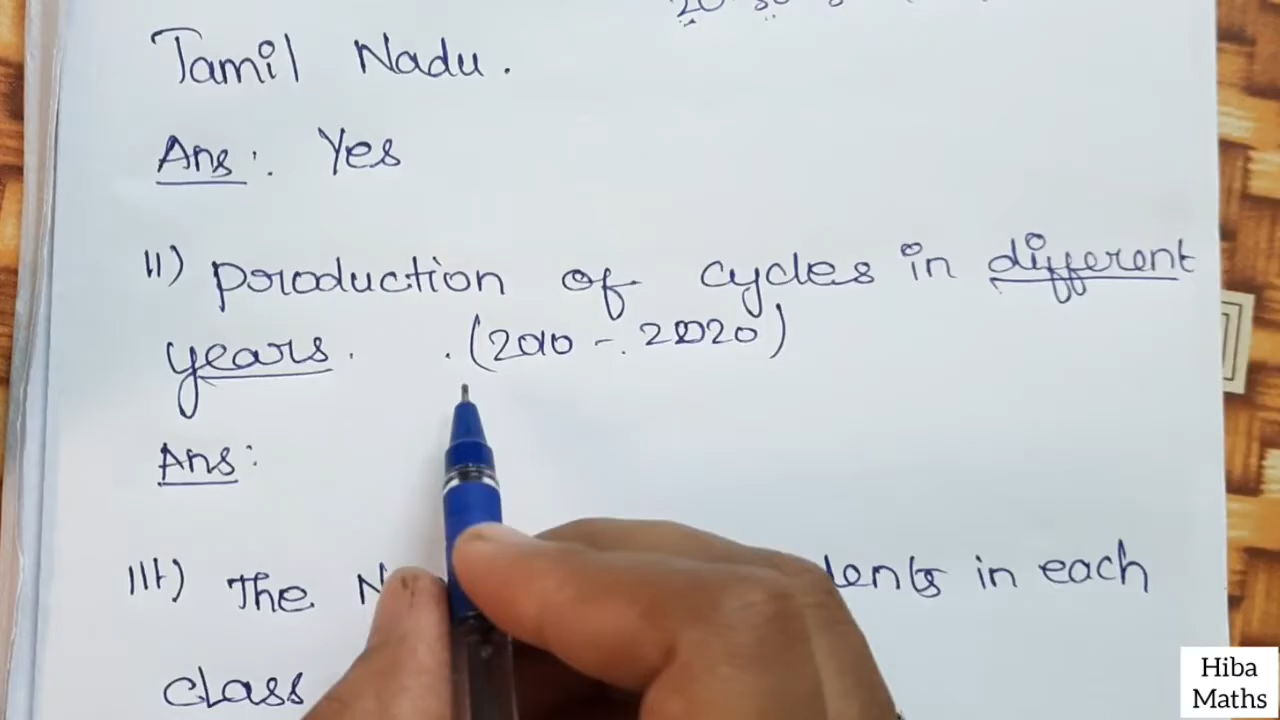 Tamil Nadu.
Ans: Yes
ii) production of cycles in different
years. (2010 - 2020)
Ans:
iii) The in each
class
Hiba
Maths